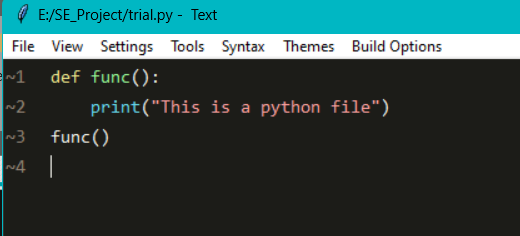 E:/SE_Project/trial.py - Text
File View Settings Tools Syntax Themes Build Options
~1 def func():
~2     print("This is a python file")
~3 func()
~4